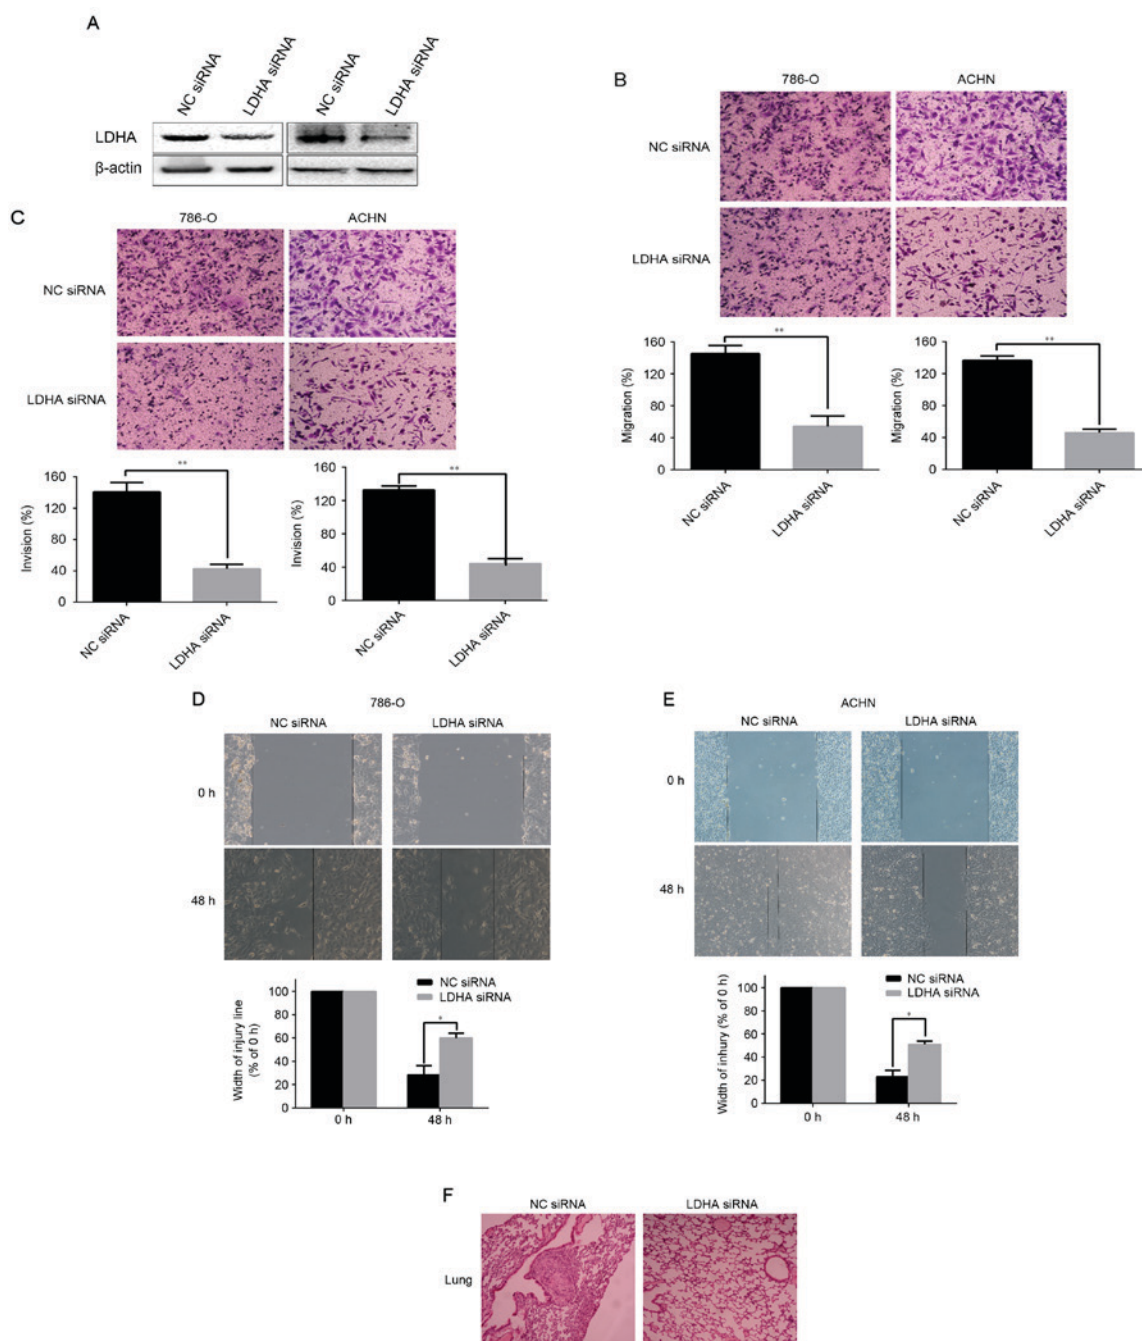 A
NC siRNA
LDHA siRNA
NC siRNA
LDHA siRNA
LDHA
β-actin
B
786-O
ACHN
NC siRNA
LDHA siRNA
Migration (%)
160
120
80
40
0
**
NC siRNA
LDHA siRNA
Migration (%)
160
120
80
40
0
**
NC siRNA
LDHA siRNA
C
786-O
ACHN
NC siRNA
LDHA siRNA
Invision (%)
160
120
80
40
0
**
NC siRNA
LDHA siRNA
Invision (%)
160
120
80
40
0
**
NC siRNA
LDHA siRNA
D
786-O
NC siRNA
LDHA siRNA
0 h
48 h
NC siRNA
LDHA siRNA
Width of injury line
(% of 0 h)
100
80
60
40
20
0
*
0 h
48 h
E
ACHN
NC siRNA
LDHA siRNA
0 h
48 h
NC siRNA
LDHA siRNA
Width of inhury (% of 0 h)
100
80
60
40
20
0
*
0 h
48 h
F
NC siRNA
LDHA siRNA
Lung